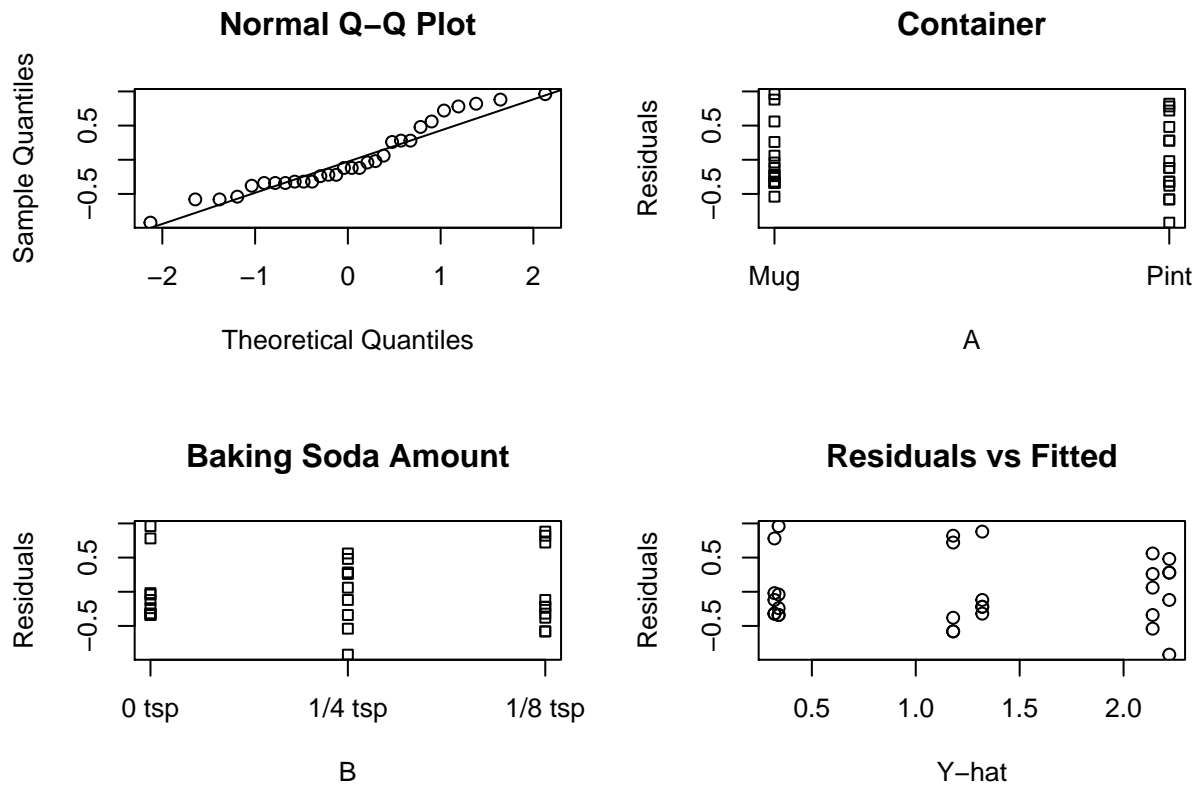 Normal Q−Q Plot
Sample Quantiles
0.5
−0.5
−2 −1 0 1 2
Theoretical Quantiles
Container
Residuals
0.5
−0.5
Mug Pint
A
Baking Soda Amount
Residuals
0.5
−0.5
0 tsp 1/4 tsp 1/8 tsp
B
Residuals vs Fitted
Residuals
0.5
−0.5
0.5 1.0 1.5 2.0
Y−hat